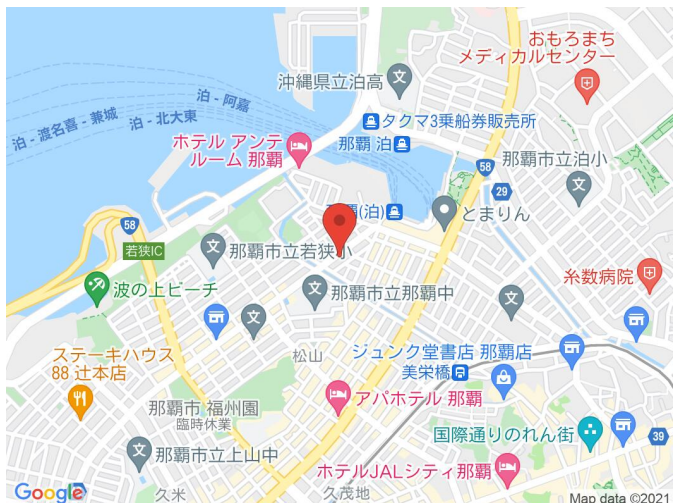 おもろまち
メディカルセンター
沖縄県立泊高
泊 - 阿嘉
泊 - 渡名喜 - 兼城
泊 - 北大東
タクマ3乗船券販売所
ホテル アンテ
ルーム 那覇
那覇 泊
58
那覇市立泊小
29
(泊)
とまりん
58
若狭IC
那覇市立若狭小
糸数病院
波の上ビーチ
那覇市立那覇中
ステーキハウス
88 辻本店
松山
ジュンク堂書店 那覇店
美栄橋
アパホテル 那覇
那覇市 福州園
臨時休業
国際通りのれん街
39
那覇市立上山中
ホテルJALシティ那覇
久米
久茂地
Google
Map data ©2021